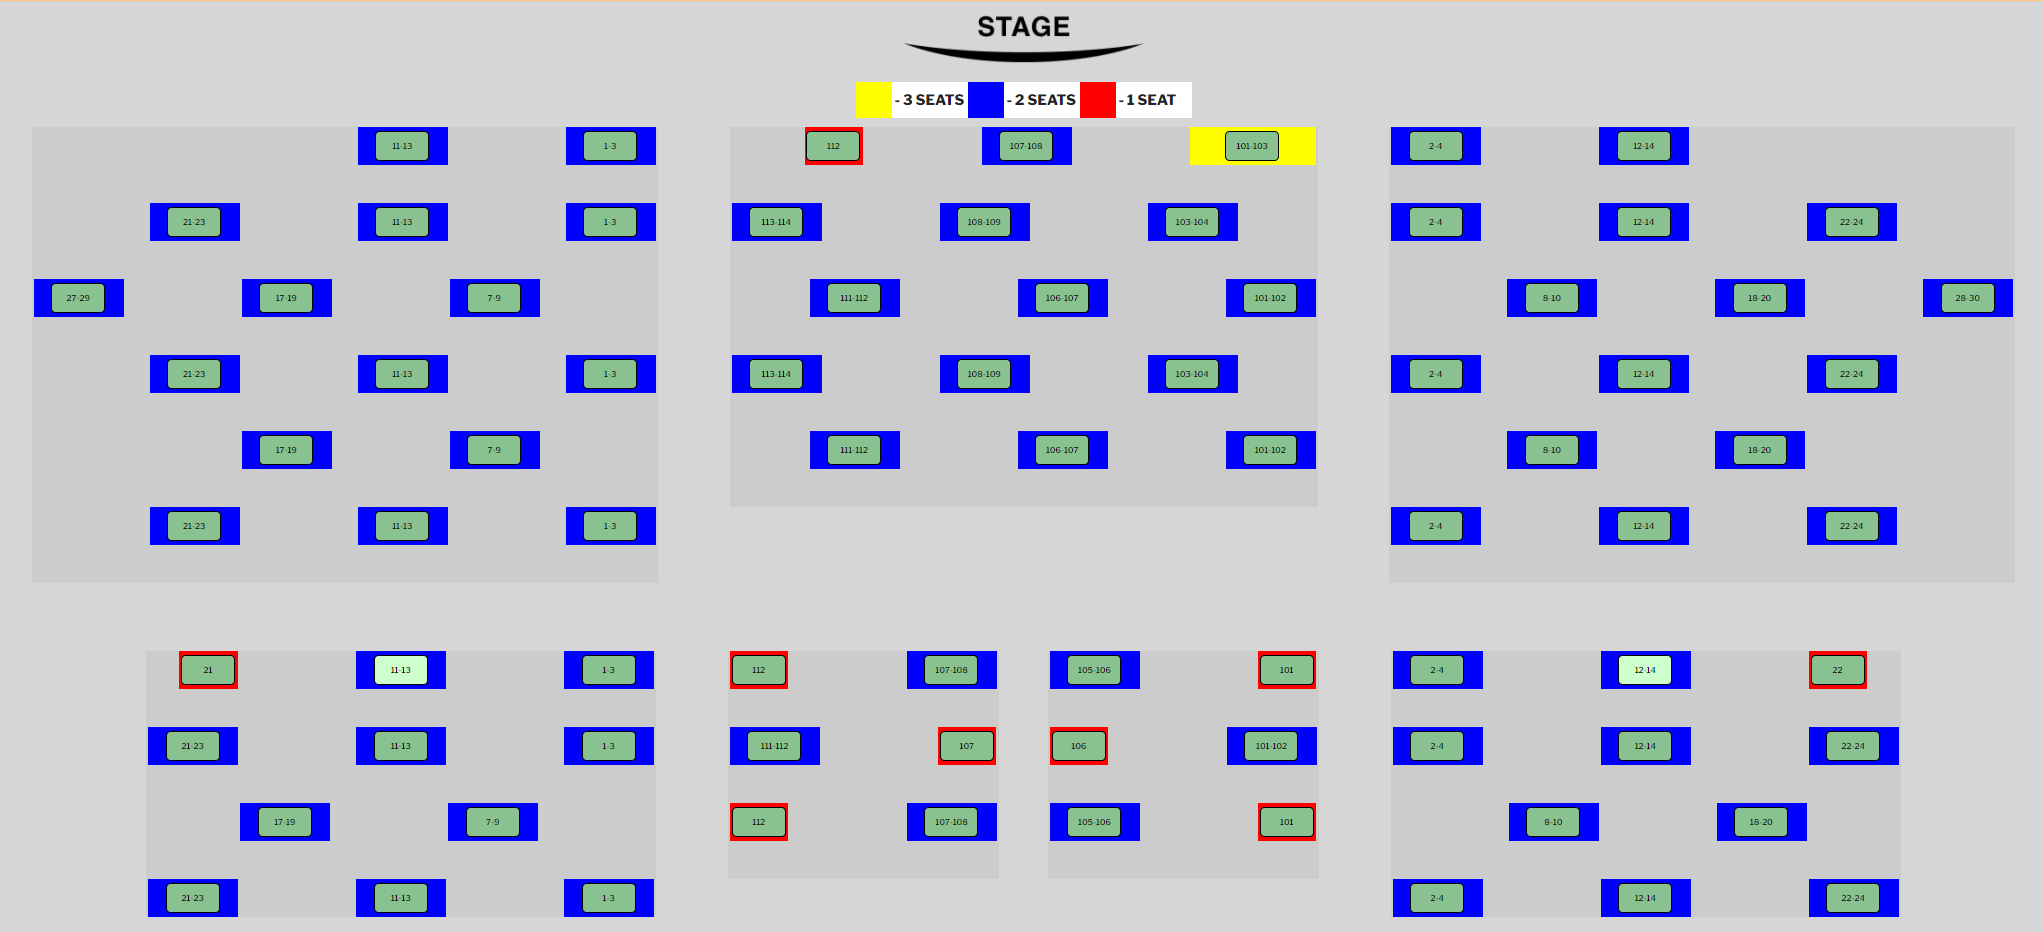 STAGE
- 3 SEATS - 2 SEATS - 1 SEAT
11-13 1-3 112 107-108 101-103 2-4 12-14
21-23 11-13 1-3 113-114 108-109 103-104 2-4 12-14 22-24
27-29 17-19 7-9 111-112 106-107 101-102 8-10 18-20 28-30
21-23 11-13 1-3 113-114 108-109 103-104 2-4 12-14 22-24
17-19 7-9 111-112 106-107 101-102 8-10 18-20
21-23 11-13 1-3 2-4 12-14 22-24
21 11-13 1-3 112 107-108 105-106 101 2-4 12-14 22
21-23 11-13 1-3 111-112 107 106 101-102 2-4 12-14 22-24
17-19 7-9 112 107-108 105-106 101 8-10 18-20
21-23 11-13 1-3 2-4 12-14 22-24